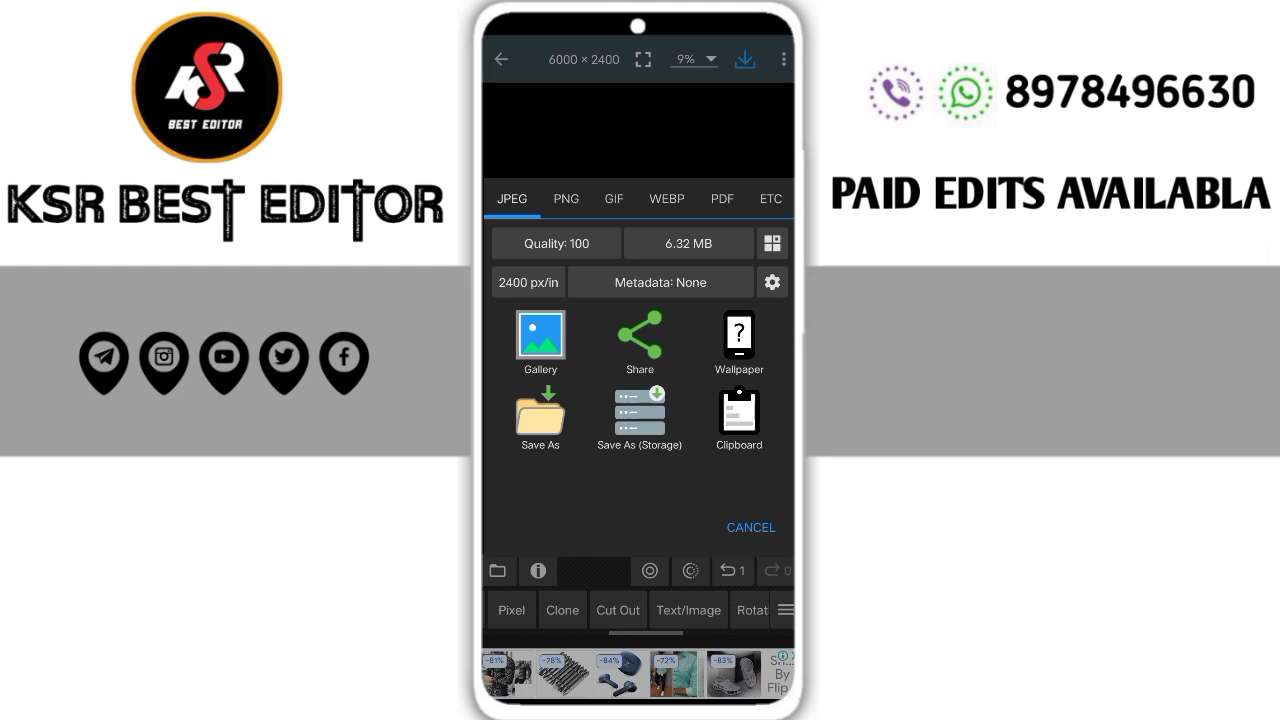 KSR
BEST EDITOR
KSR BEST EDITOR
8978496630
PAID EDITS AVAILABLA
6000 × 2400
9%
JPEG PNG GIF WEBP PDF ETC
Quality: 100 6.32 MB
2400 px/in Metadata: None
?
Gallery Share Wallpaper
Save As Save As (Storage) Clipboard
CANCEL
1 0
Pixel Clone Cut Out Text/Image Rotat
-81% -78% -84% -72% -83% Sh...
By
Flip